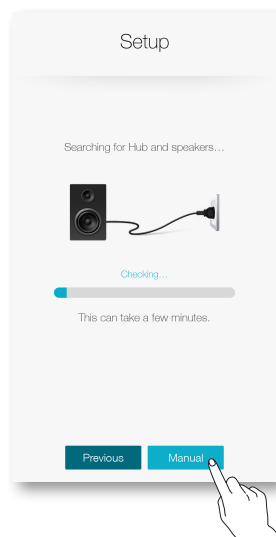 Setup
Searching for Hub and speakers...
Checking...
This can take a few minutes.
Previous
Manual